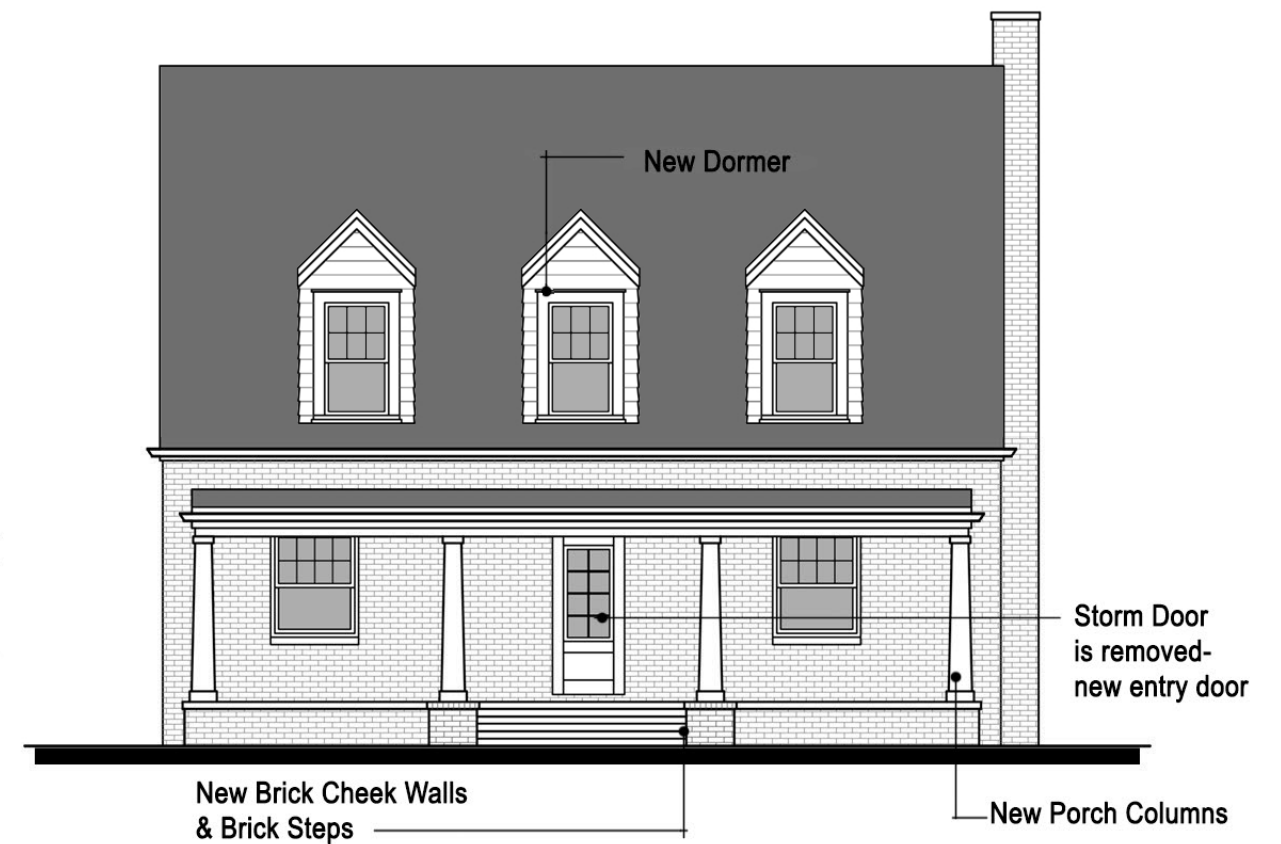 New Dormer
Storm Door
is removed-
new entry door
New Brick Cheek Walls
& Brick Steps
New Porch Columns